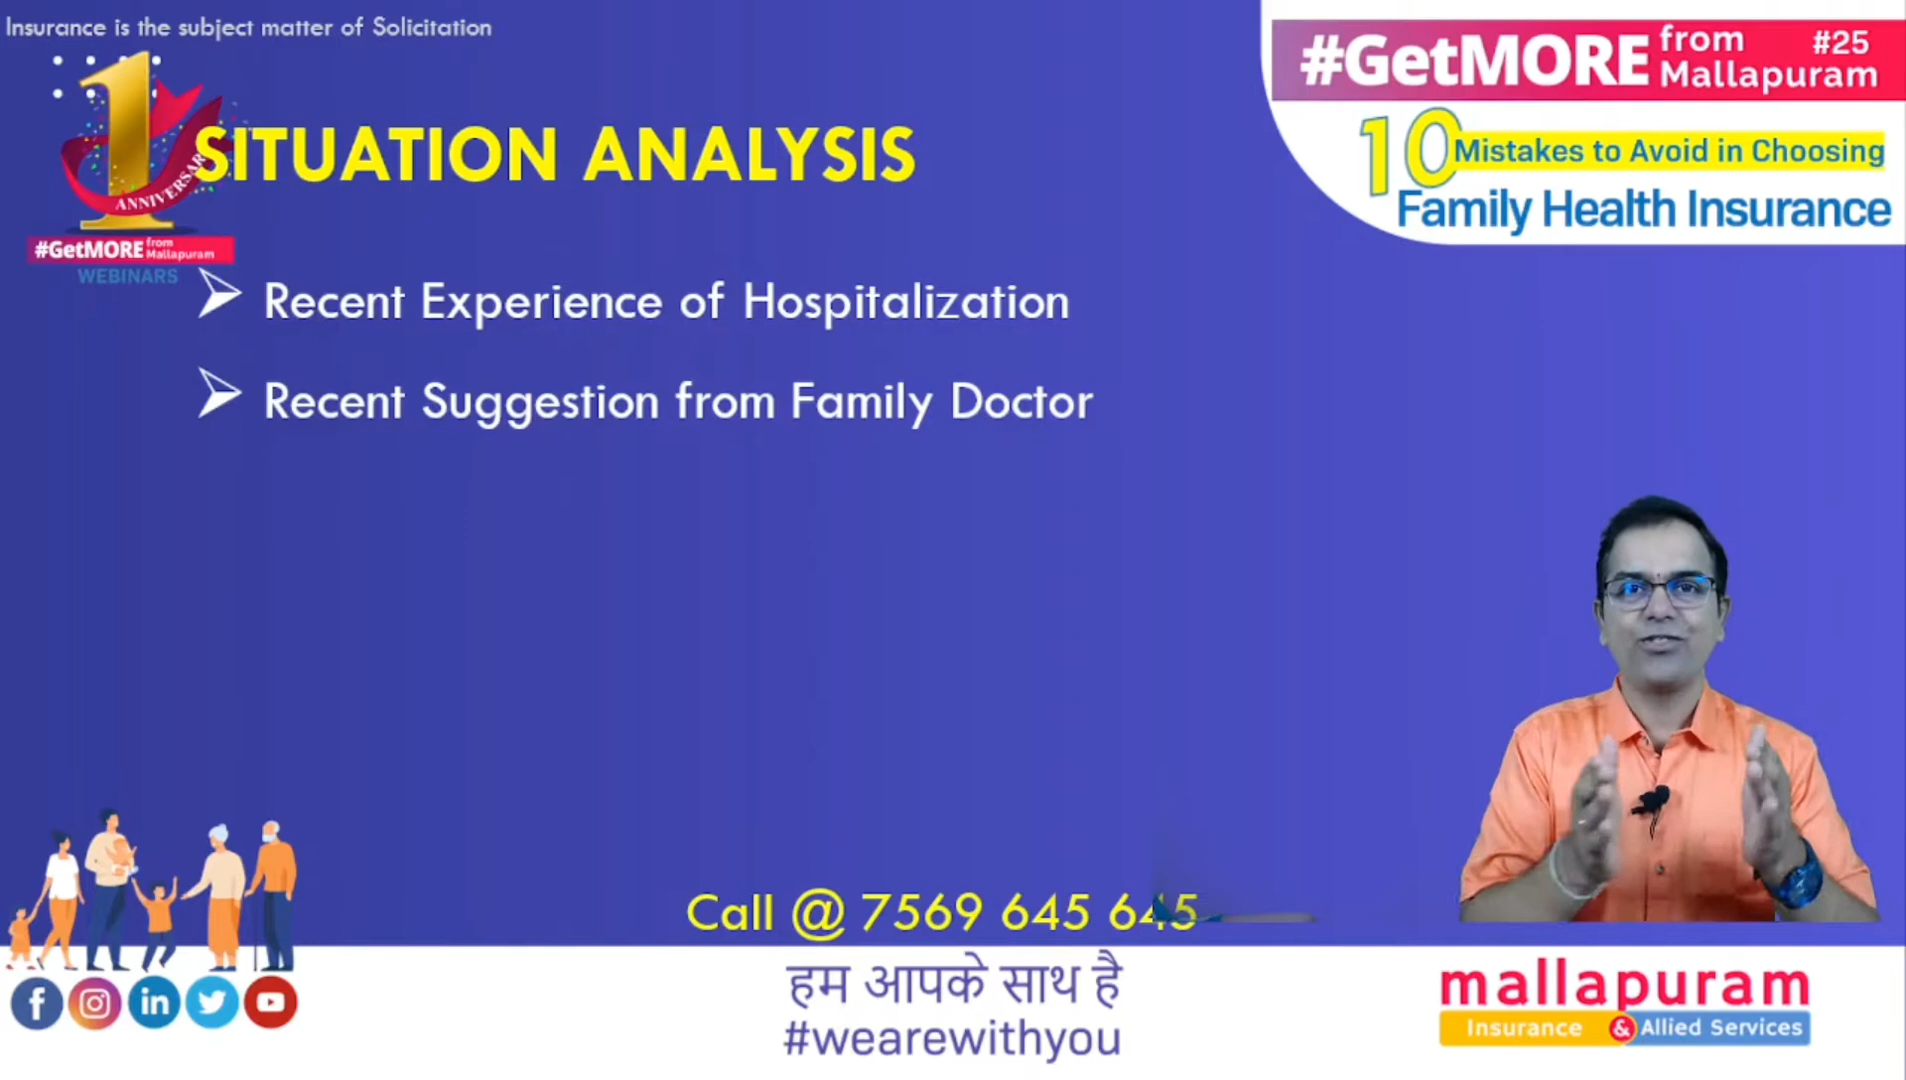 Insurance is the subject matter of Solicitation
#GetMORE from Mallapuram #25
10 Mistakes to Avoid in Choosing
Family Health Insurance
1
ANNIVERSARY
#GetMORE from Mallapuram
WEBINARS
SITUATION ANALYSIS
Recent Experience of Hospitalization
Recent Suggestion from Family Doctor
Call @ 7569 645 645
हम आपके साथ है
#wearewithyou
mallapuram
Insurance & Allied Services